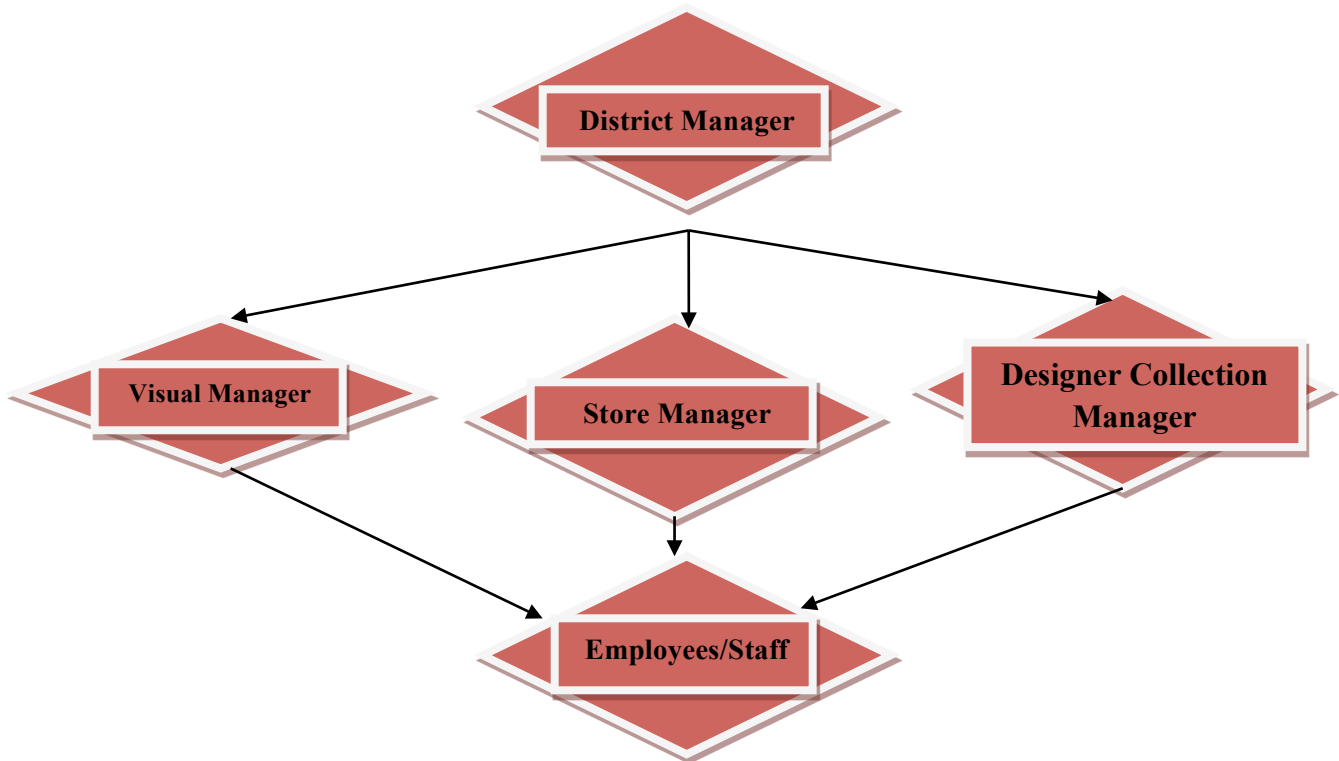 District Manager
Visual Manager
Store Manager
Designer Collection
Manager
Employees/Staff